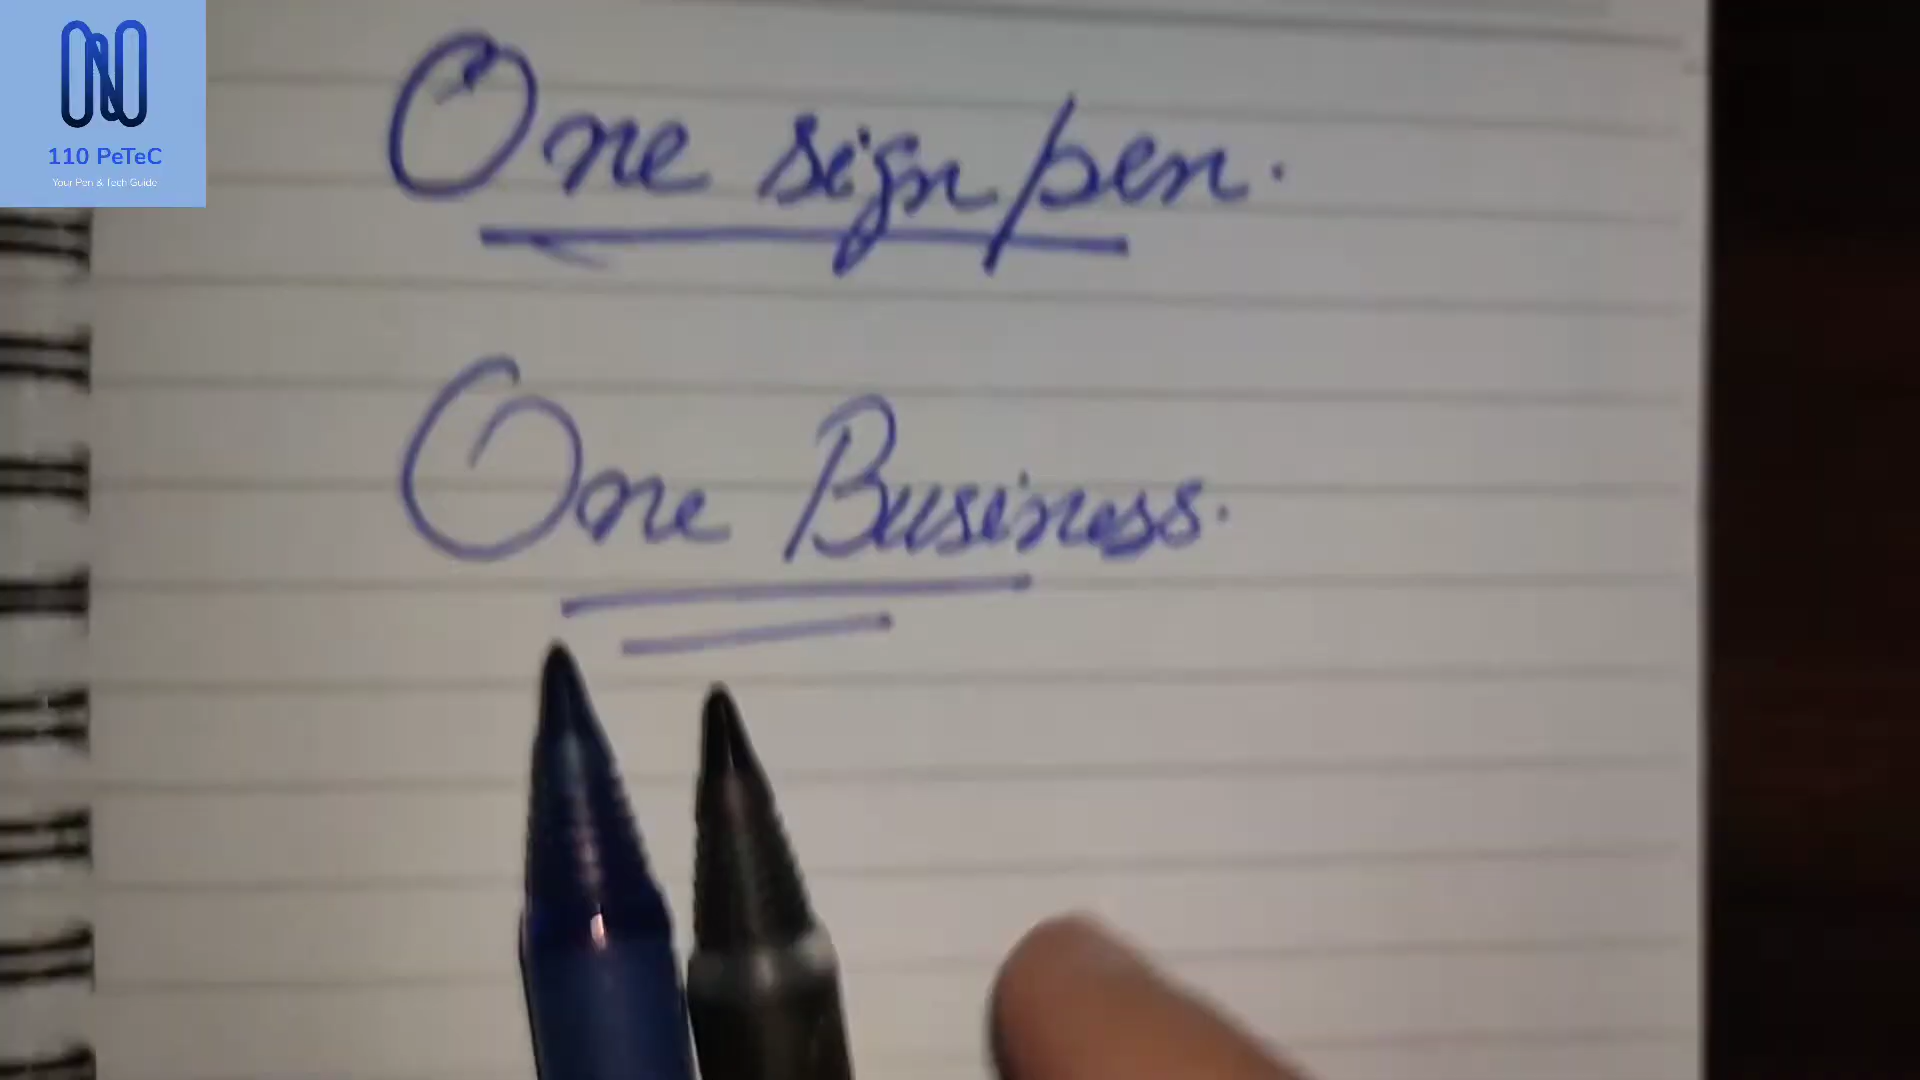 110 PeTeC
Your Pen & Tech Guide
One sign pen.
One Business.